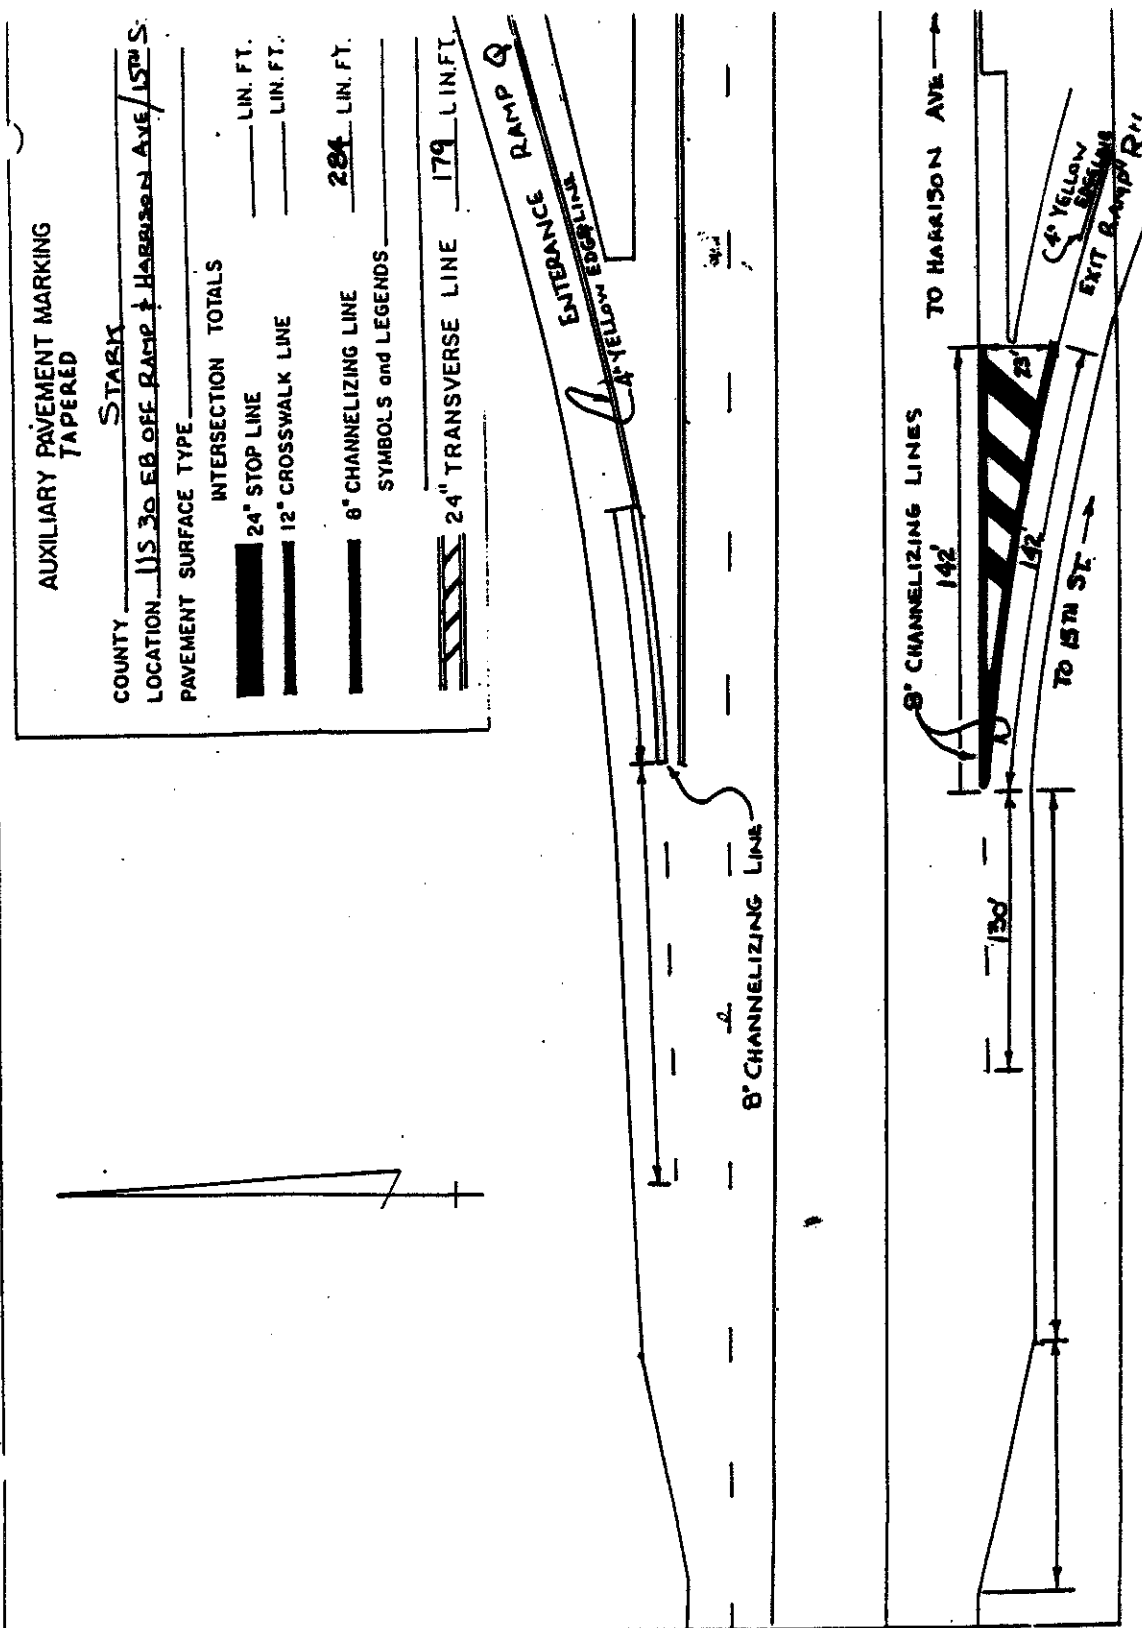 AUXILIARY PAVEMENT MARKING
TAPERED
COUNTY STARK
LOCATION US 30 EB OFF RAMP & HARRISON AVE/15TH S.
PAVEMENT SURFACE TYPE
INTERSECTION TOTALS
24" STOP LINE LIN. FT.
12" CROSSWALK LINE LIN. FT.
8" CHANNELIZING LINE 284 LIN. FT.
SYMBOLS and LEGENDS
24" TRANSVERSE LINE 179 LIN. FT.
ENTERANCE RAMP Q
4" YELLOW EDGELINE
8" CHANNELIZING LINE
TO HARRISON AVE
8" CHANNELIZING LINES
142'
23'
142'
130'
TO 15TH ST.
4" YELLOW
EDGELINE
EXIT RAMP "R"